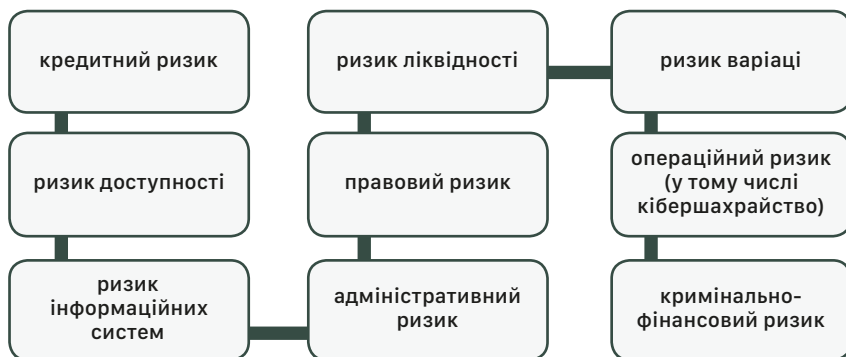 кредитний ризик
ризик доступності
ризик
інформаційних
систем
адміністративний
ризик
правовий ризик
ризик ліквідності
ризик варіаці
операційний ризик
(у тому числі
кібершахрайство)
кримінально-
фінансовий ризик